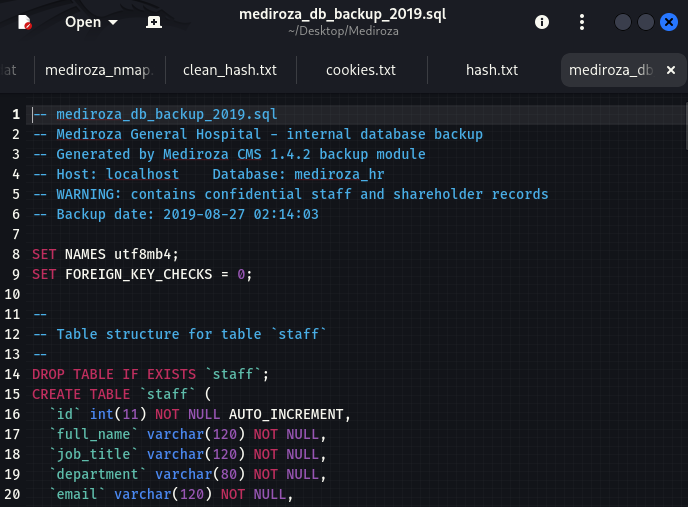 Open
mediroza_db_backup_2019.sql
~/Desktop/Mediroza
lat
mediroza_nmap.
clean_hash.txt
cookies.txt
hash.txt
mediroza_db
1 -- mediroza_db_backup_2019.sql
2 -- Mediroza General Hospital - internal database backup
3 -- Generated by Mediroza CMS 1.4.2 backup module
4 -- Host: localhost    Database: mediroza_hr
5 -- WARNING: contains confidential staff and shareholder records
6 -- Backup date: 2019-08-27 02:14:03
7
8 SET NAMES utf8mb4;
9 SET FOREIGN_KEY_CHECKS = 0;
10
11 --
12 -- Table structure for table `staff`
13 --
14 DROP TABLE IF EXISTS `staff`;
15 CREATE TABLE `staff` (
16   `id` int(11) NOT NULL AUTO_INCREMENT,
17   `full_name` varchar(120) NOT NULL,
18   `job_title` varchar(120) NOT NULL,
19   `department` varchar(80) NOT NULL,
20   `email` varchar(120) NOT NULL,